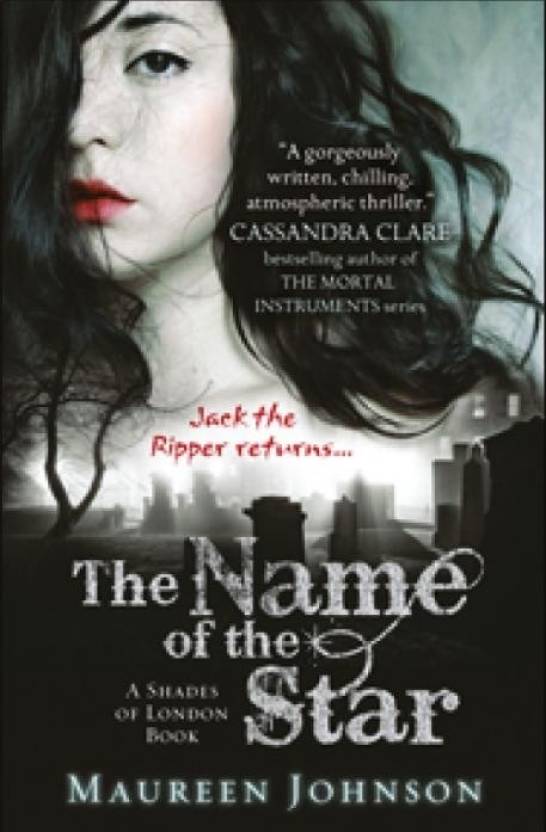 "A gorgeously
written, chilling,
atmospheric thriller."
CASSANDRA CLARE
bestselling author of
THE MORTAL
INSTRUMENTS series
Jack the
Ripper returns...
The Name
of the
Star
A SHADES
OF LONDON
BOOK
MAUREEN JOHNSON